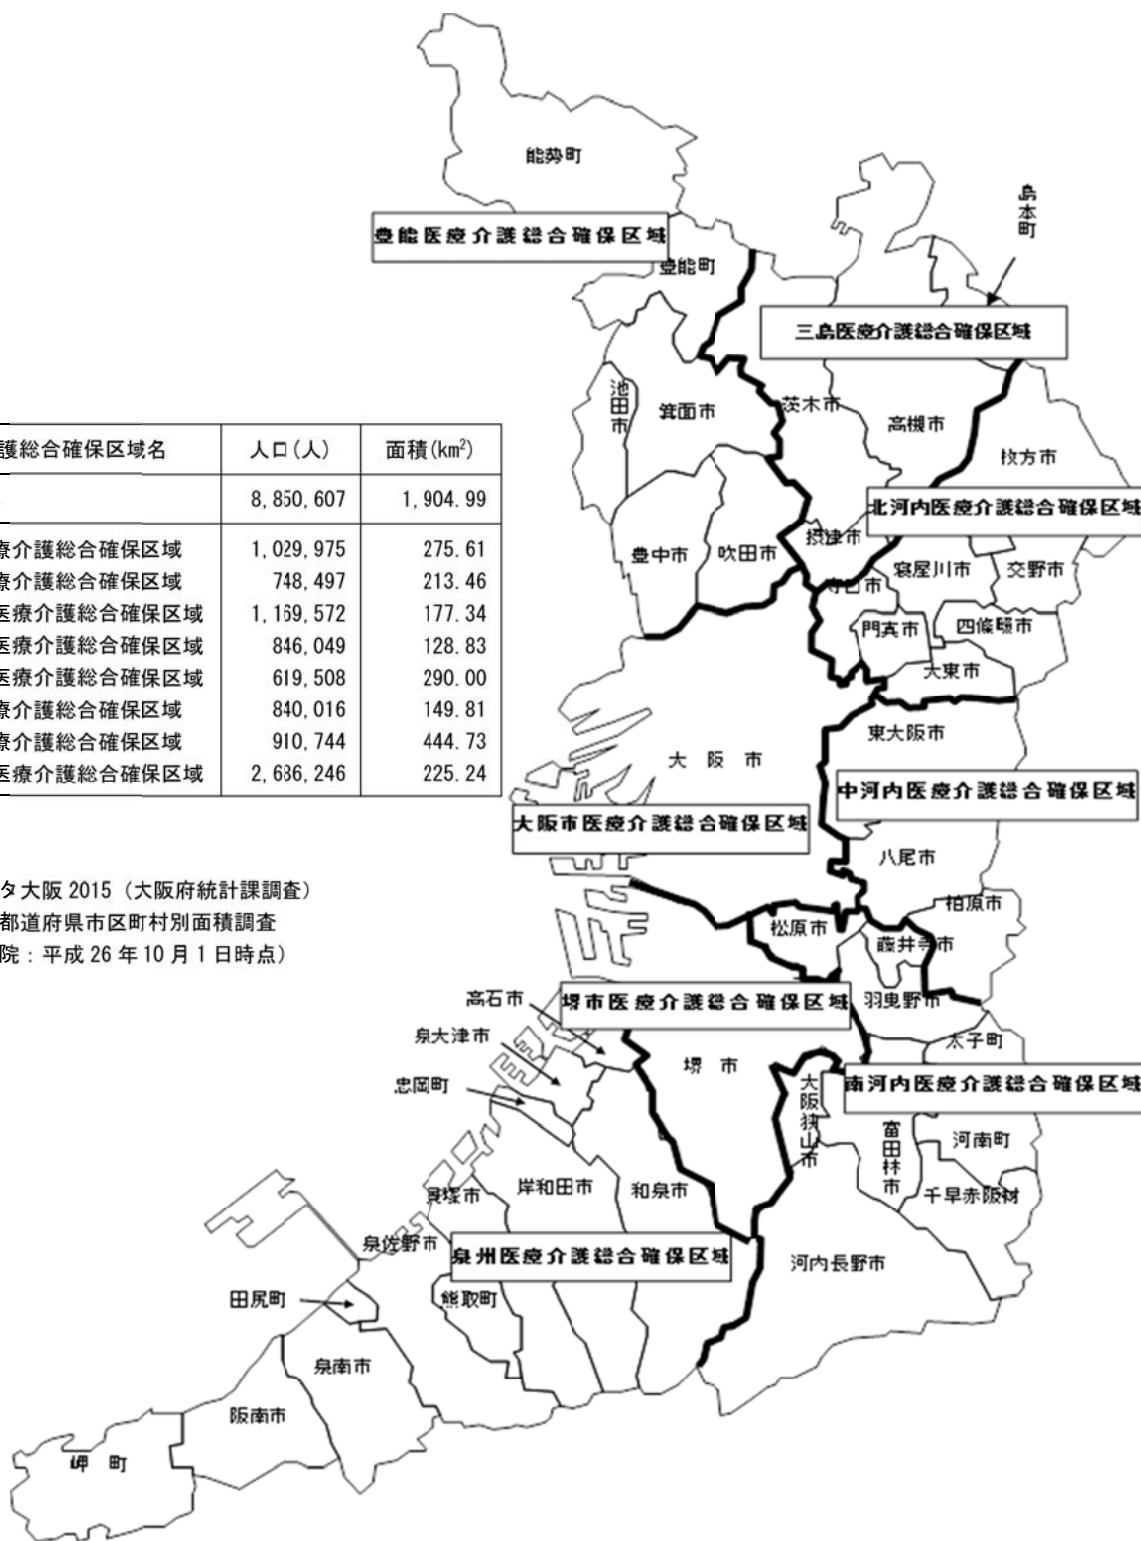 能勢町
島本町
豊能医療介護総合確保区域
豊能町
三島医療介護総合確保区域
池田市
箕面市
茨木市
高槻市
枚方市
護総合確保区域名 人口(人) 面積(km²)
8,850,607 1,904.99
療介護総合確保区域 1,029,975 275.61
療介護総合確保区域 748,497 213.46
医療介護総合確保区域 1,169,572 177.34
医療介護総合確保区域 846,049 128.83
医療介護総合確保区域 619,508 290.00
療介護総合確保区域 840,016 149.81
療介護総合確保区域 910,744 444.73
医療介護総合確保区域 2,686,246 225.24
北河内医療介護総合確保区域
豊中市
吹田市
摂津市
守口市
寝屋川市
交野市
門真市
四條畷市
大東市
東大阪市
大阪市
中河内医療介護総合確保区域
大阪市医療介護総合確保区域
八尾市
タ大阪 2015(大阪府統計課調査)
都道府県市区町村別面積調査
院:平成 26 年 10 月 1 日時点)
柏原市
松原市
藤井寺市
羽曳野市
高石市
堺市医療介護総合確保区域
泉大津市
太子町
堺市
忠岡町
大阪狭山市
南河内医療介護総合確保区域
富田林市
河南町
千早赤阪村
貝塚市
岸和田市
和泉市
泉佐野市
泉州医療介護総合確保区域
河内長野市
田尻町
熊取町
泉南市
阪南市
岬町